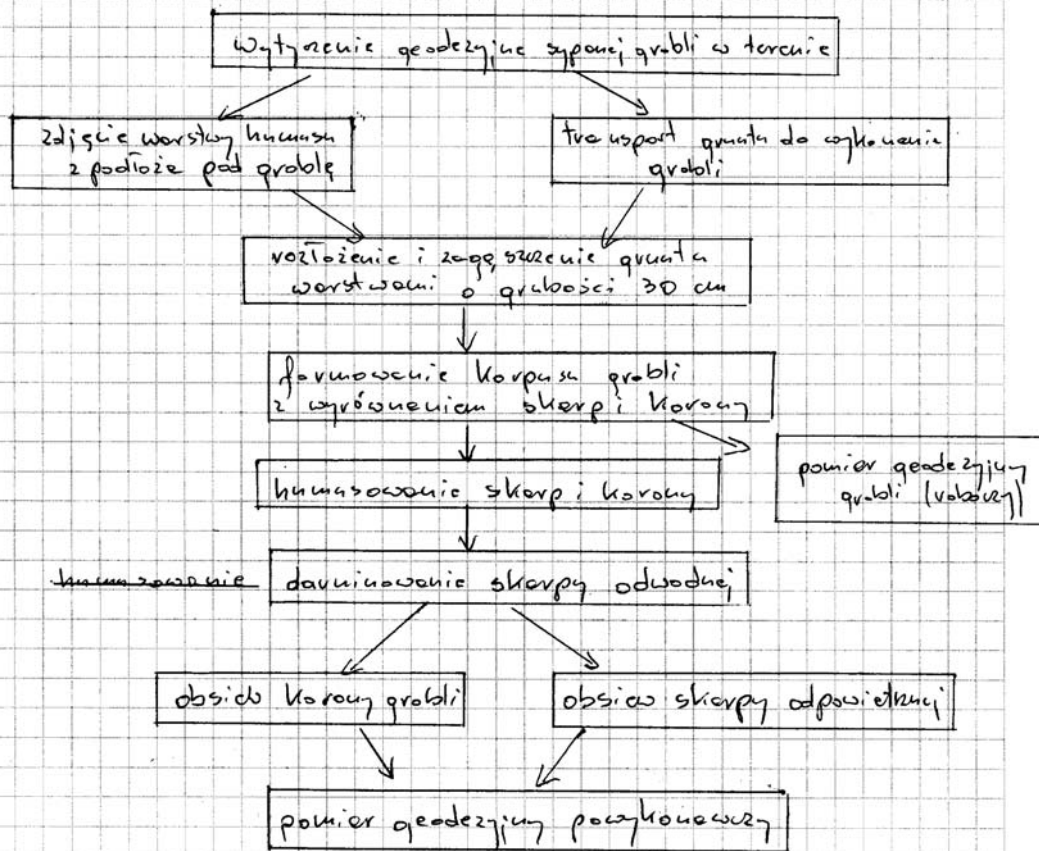 wytyczenie geodezyjne sypanej grobli w terenie
zdjęcie warstwy humusu
z podłoża pod groblę
transport gruntu do wykonania
grobli
rozłożenie i zagęszczenie gruntu
warstwami o grubości 30 cm
formowanie korpusu grobli
z wyrównaniem skarp i korony
pomiar geodezyjny
grobli (roboczy)
humusowanie skarp i korony
humusowanie darniowanie skarpy odwodnej
obsiew korony grobli
obsiew skarpy odpowietrznej
pomiar geodezyjny powykonawczy